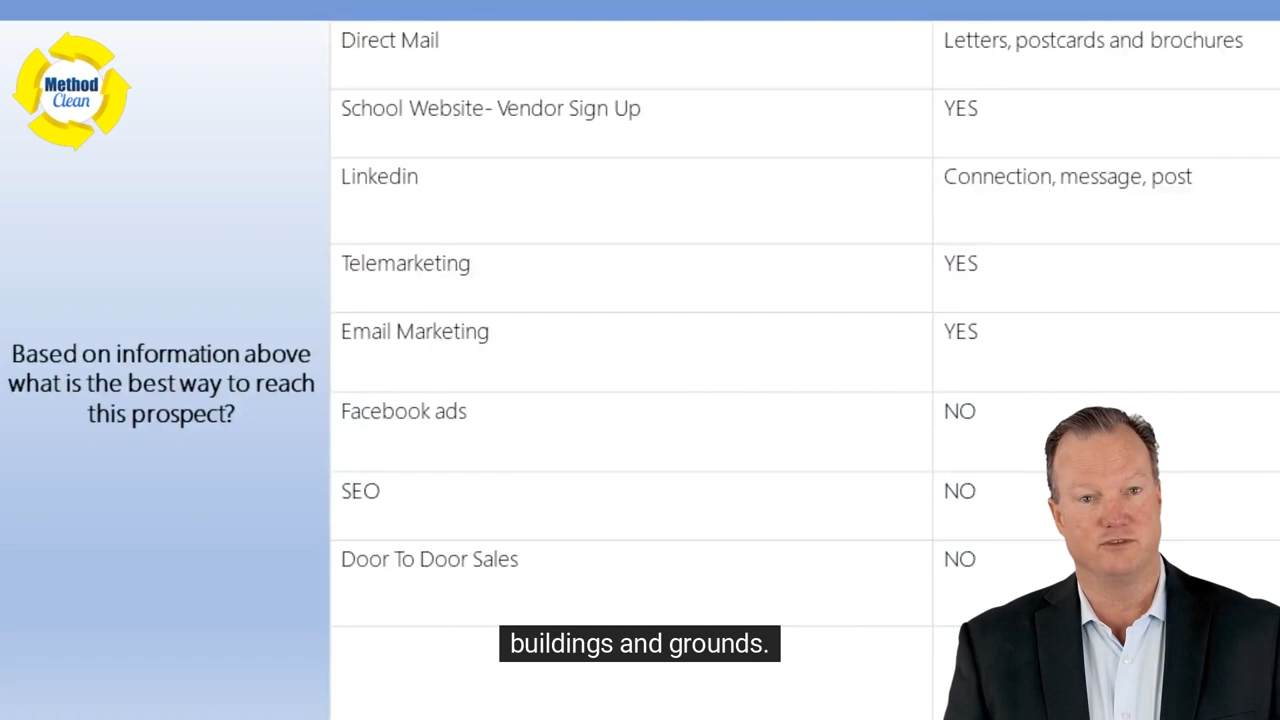 Method
Clean
Based on information above
what is the best way to reach
this prospect?
Direct Mail
Letters, postcards and brochures
School Website- Vendor Sign Up
YES
Linkedin
Connection, message, post
Telemarketing
YES
Email Marketing
YES
Facebook ads
NO
SEO
NO
Door To Door Sales
NO
buildings and grounds.